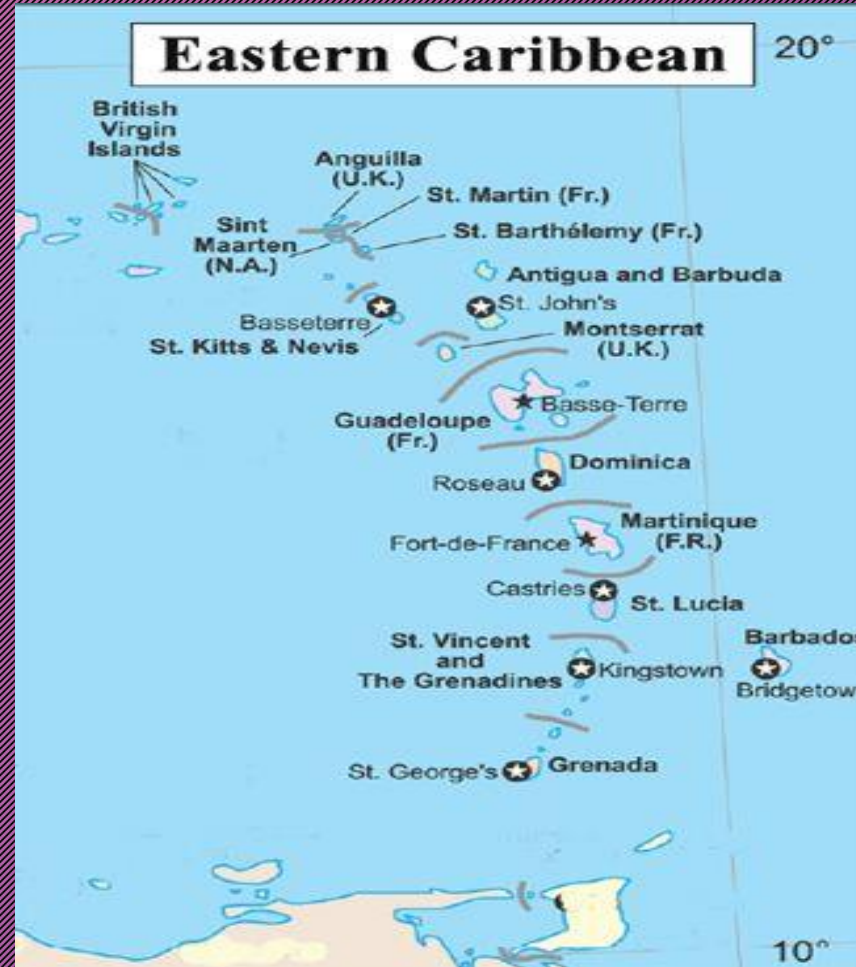 Eastern Caribbean
20°
British
Virgin
Islands
Anguilla
(U.K.)
St. Martin (Fr.)
Sint
Maarten
(N.A.)
St. Barthélemy (Fr.)
Antigua and Barbuda
St. John's
Basseterre
St. Kitts & Nevis
Montserrat
(U.K.)
Basse-Terre
Guadeloupe
(Fr.)
Dominica
Roseau
Martinique
(F.R.)
Fort-de-France
Castries
St. Lucia
St. Vincent
and
The Grenadines
Kingstown
Barbados
Bridgetow
St. George's
Grenada
10°